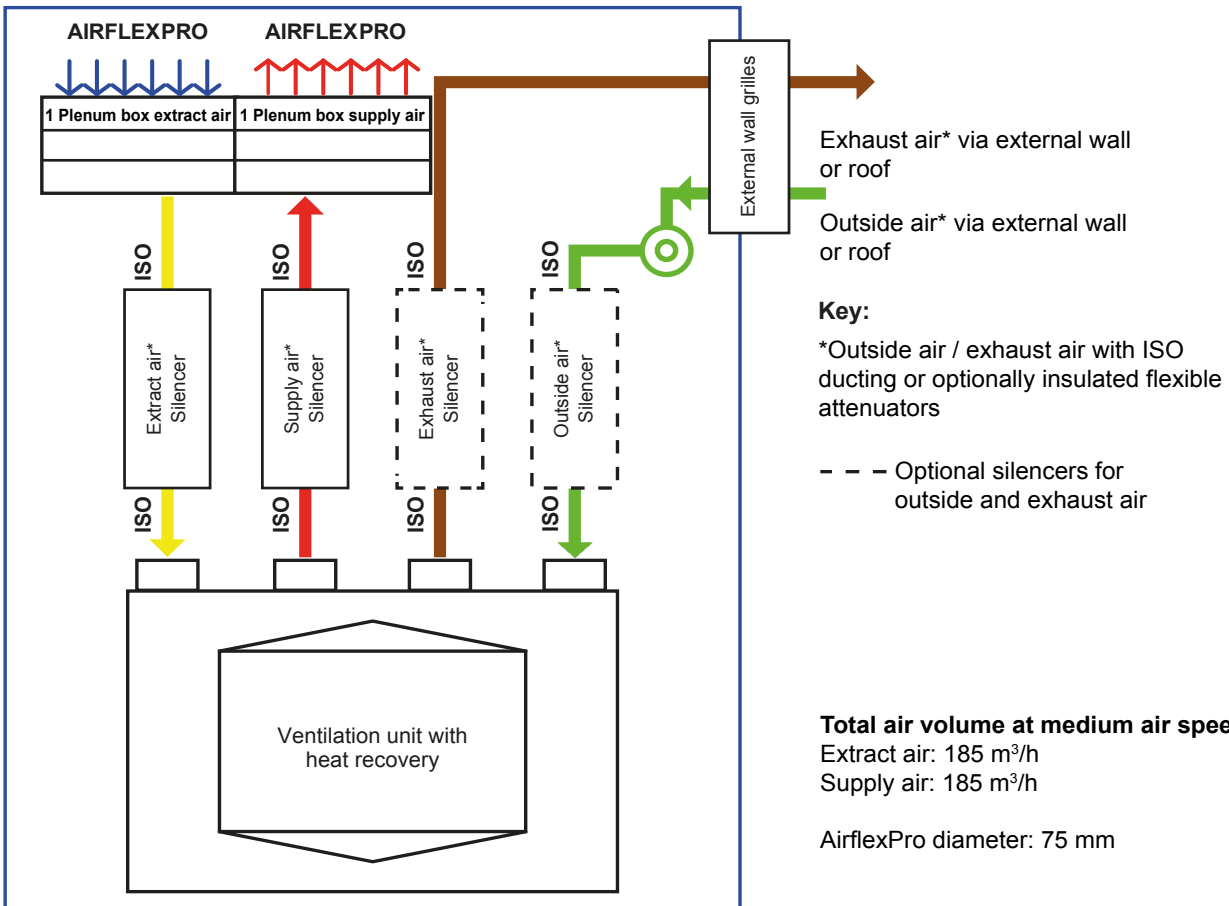 AIRFLEXPRO
AIRFLEXPRO
1 Plenum box extract air
1 Plenum box supply air
External wall grilles
Exhaust air* via external wall
or roof
Outside air* via external wall
or roof
ISO
ISO
ISO
ISO
Extract air*
Silencer
Supply air*
Silencer
Exhaust air*
Silencer
Outside air*
Silencer
Key:
*Outside air / exhaust air with ISO
ducting or optionally insulated flexible
attenuators
Optional silencers for
outside and exhaust air
ISO
ISO
ISO
ISO
Ventilation unit with
heat recovery
Total air volume at medium air spee
Extract air: 185 m³/h
Supply air: 185 m³/h
AirflexPro diameter: 75 mm